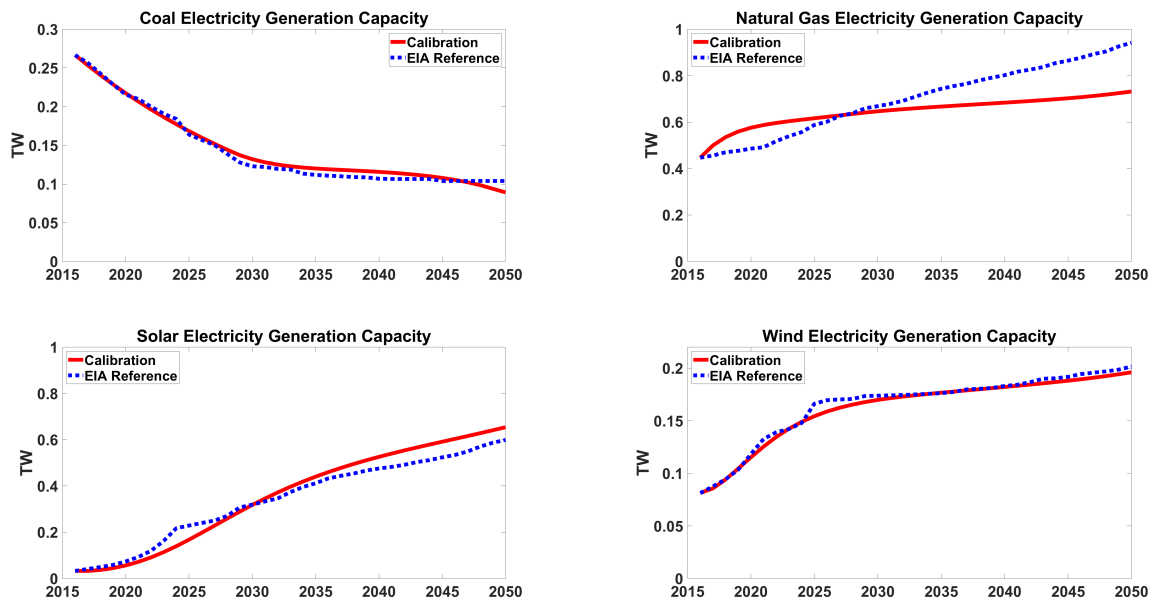 Coal Electricity Generation Capacity
0.3
0.25
0.2
0.15
0.1
0.05
0
TW
Calibration
EIA Reference
2015 2020 2025 2030 2035 2040 2045 2050
Natural Gas Electricity Generation Capacity
1
0.8
0.6
0.4
0.2
0
TW
Calibration
EIA Reference
2015 2020 2025 2030 2035 2040 2045 2050
Solar Electricity Generation Capacity
1
0.8
0.6
0.4
0.2
0
TW
Calibration
EIA Reference
2015 2020 2025 2030 2035 2040 2045 2050
Wind Electricity Generation Capacity
0.2
0.15
0.1
0.05
0
TW
Calibration
EIA Reference
2015 2020 2025 2030 2035 2040 2045 2050